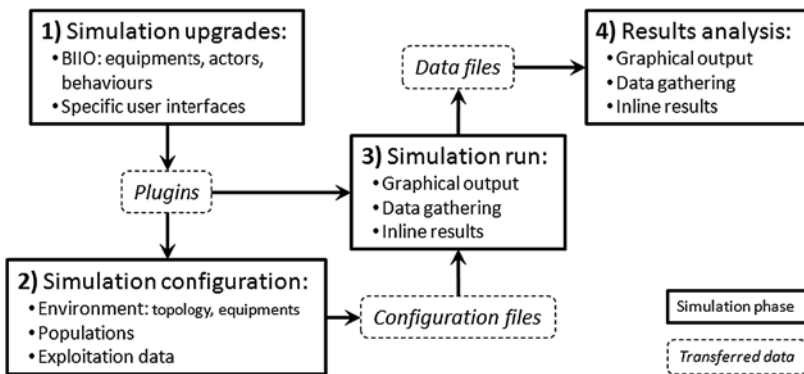 1) Simulation upgrades:
• BIIO: equipments, actors,
behaviours
• Specific user interfaces
4) Results analysis:
• Graphical output
• Data gathering
• Inline results
Data files
3) Simulation run:
• Graphical output
• Data gathering
• Inline results
Plugins
2) Simulation configuration:
• Environment: topology, equipments
• Populations
• Exploitation data
Configuration files
Simulation phase
Transferred data